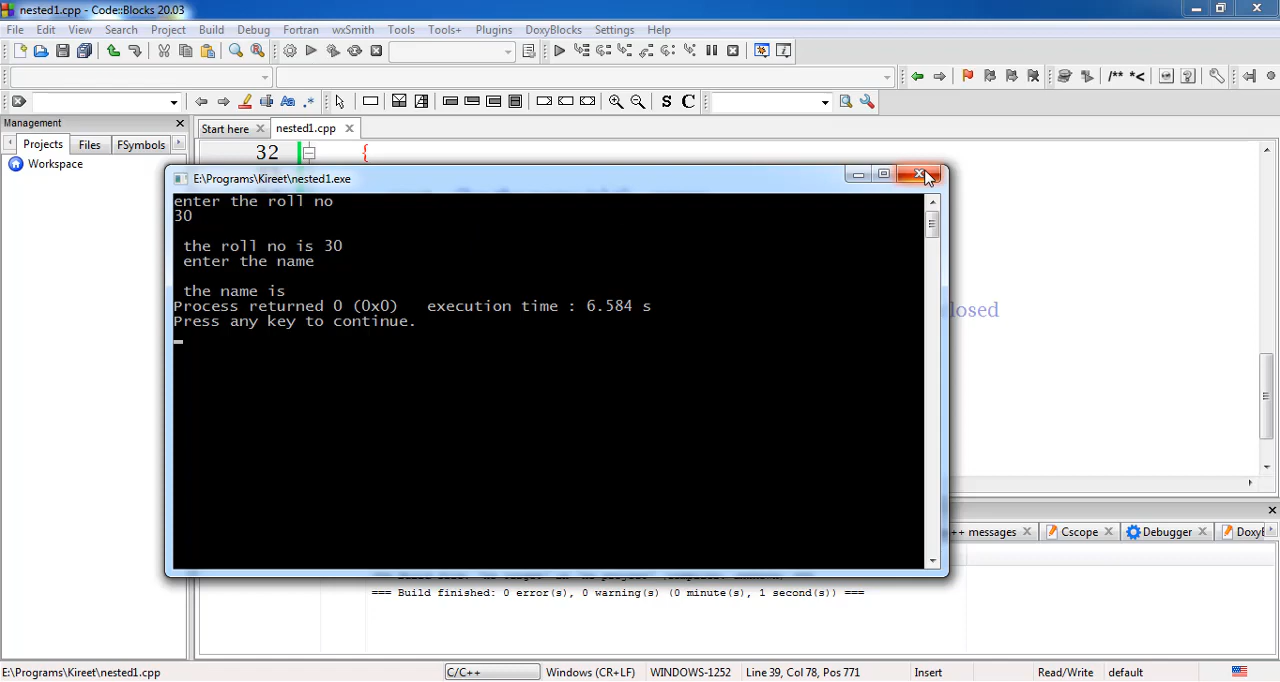 nested1.cpp - Code::Blocks 20.03
File Edit View Search Project Build Debug Fortran wxSmith Tools Tools+ Plugins DoxyBlocks Settings Help
/** *<
Aa .* S C
Management
Start here nested1.cpp
Projects Files FSymbols
32 {
Workspace
E:\Programs\Kireet\nested1.exe
enter the roll no
30
the roll no is 30
enter the name
the name is
Process returned 0 (0x0) execution time : 6.584 s
Press any key to continue.
losed
++ messages Cscope Debugger DoxyBl
=== Build finished: 0 error(s), 0 warning(s) (0 minute(s), 1 second(s)) ===
E:\Programs\Kireet\nested1.cpp C/C++ Windows (CR+LF) WINDOWS-1252 Line 39, Col 78, Pos 771 Insert Read/Write default